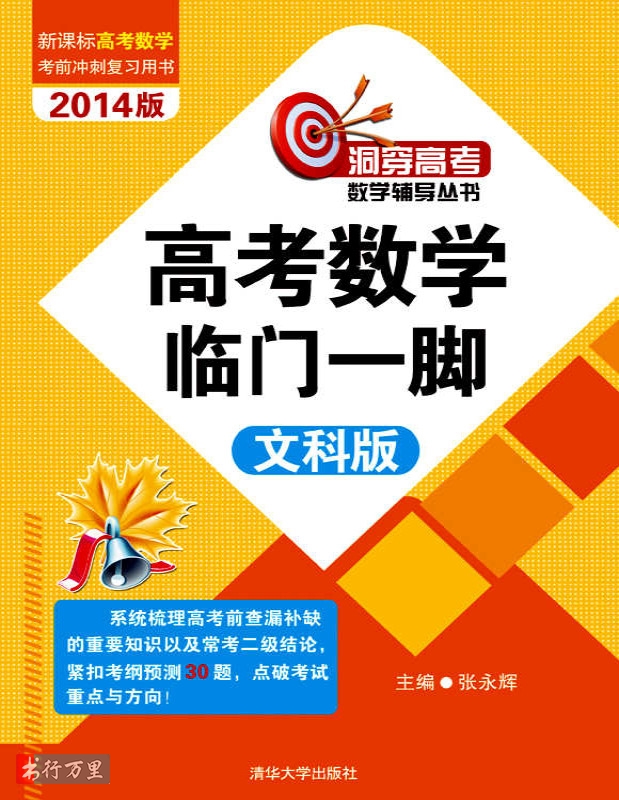 新课标高考数学
考前冲刺复习用书
2014版
洞穿高考
数学辅导丛书
高考数学
临门一脚
文科版
系统梳理高考前查漏补缺
的重要知识以及常考二级结论，
紧扣考纲预测30题，点破考试
重点与方向！
主编●张永辉
书行万里
清华大学出版社